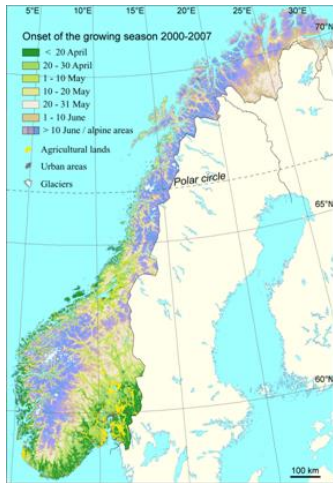 5°E 10°E 15°E 20°E 25°E 30°E
Onset of the growing season 2000-2007
< 20 April
20 - 30 April
1 - 10 May
10 - 20 May
20 - 31 May
1 - 10 June
> 10 June / alpine areas
Agricultural lands
Urban areas
Glaciers
70°N
Polar circle
65°N
60°N
100 km